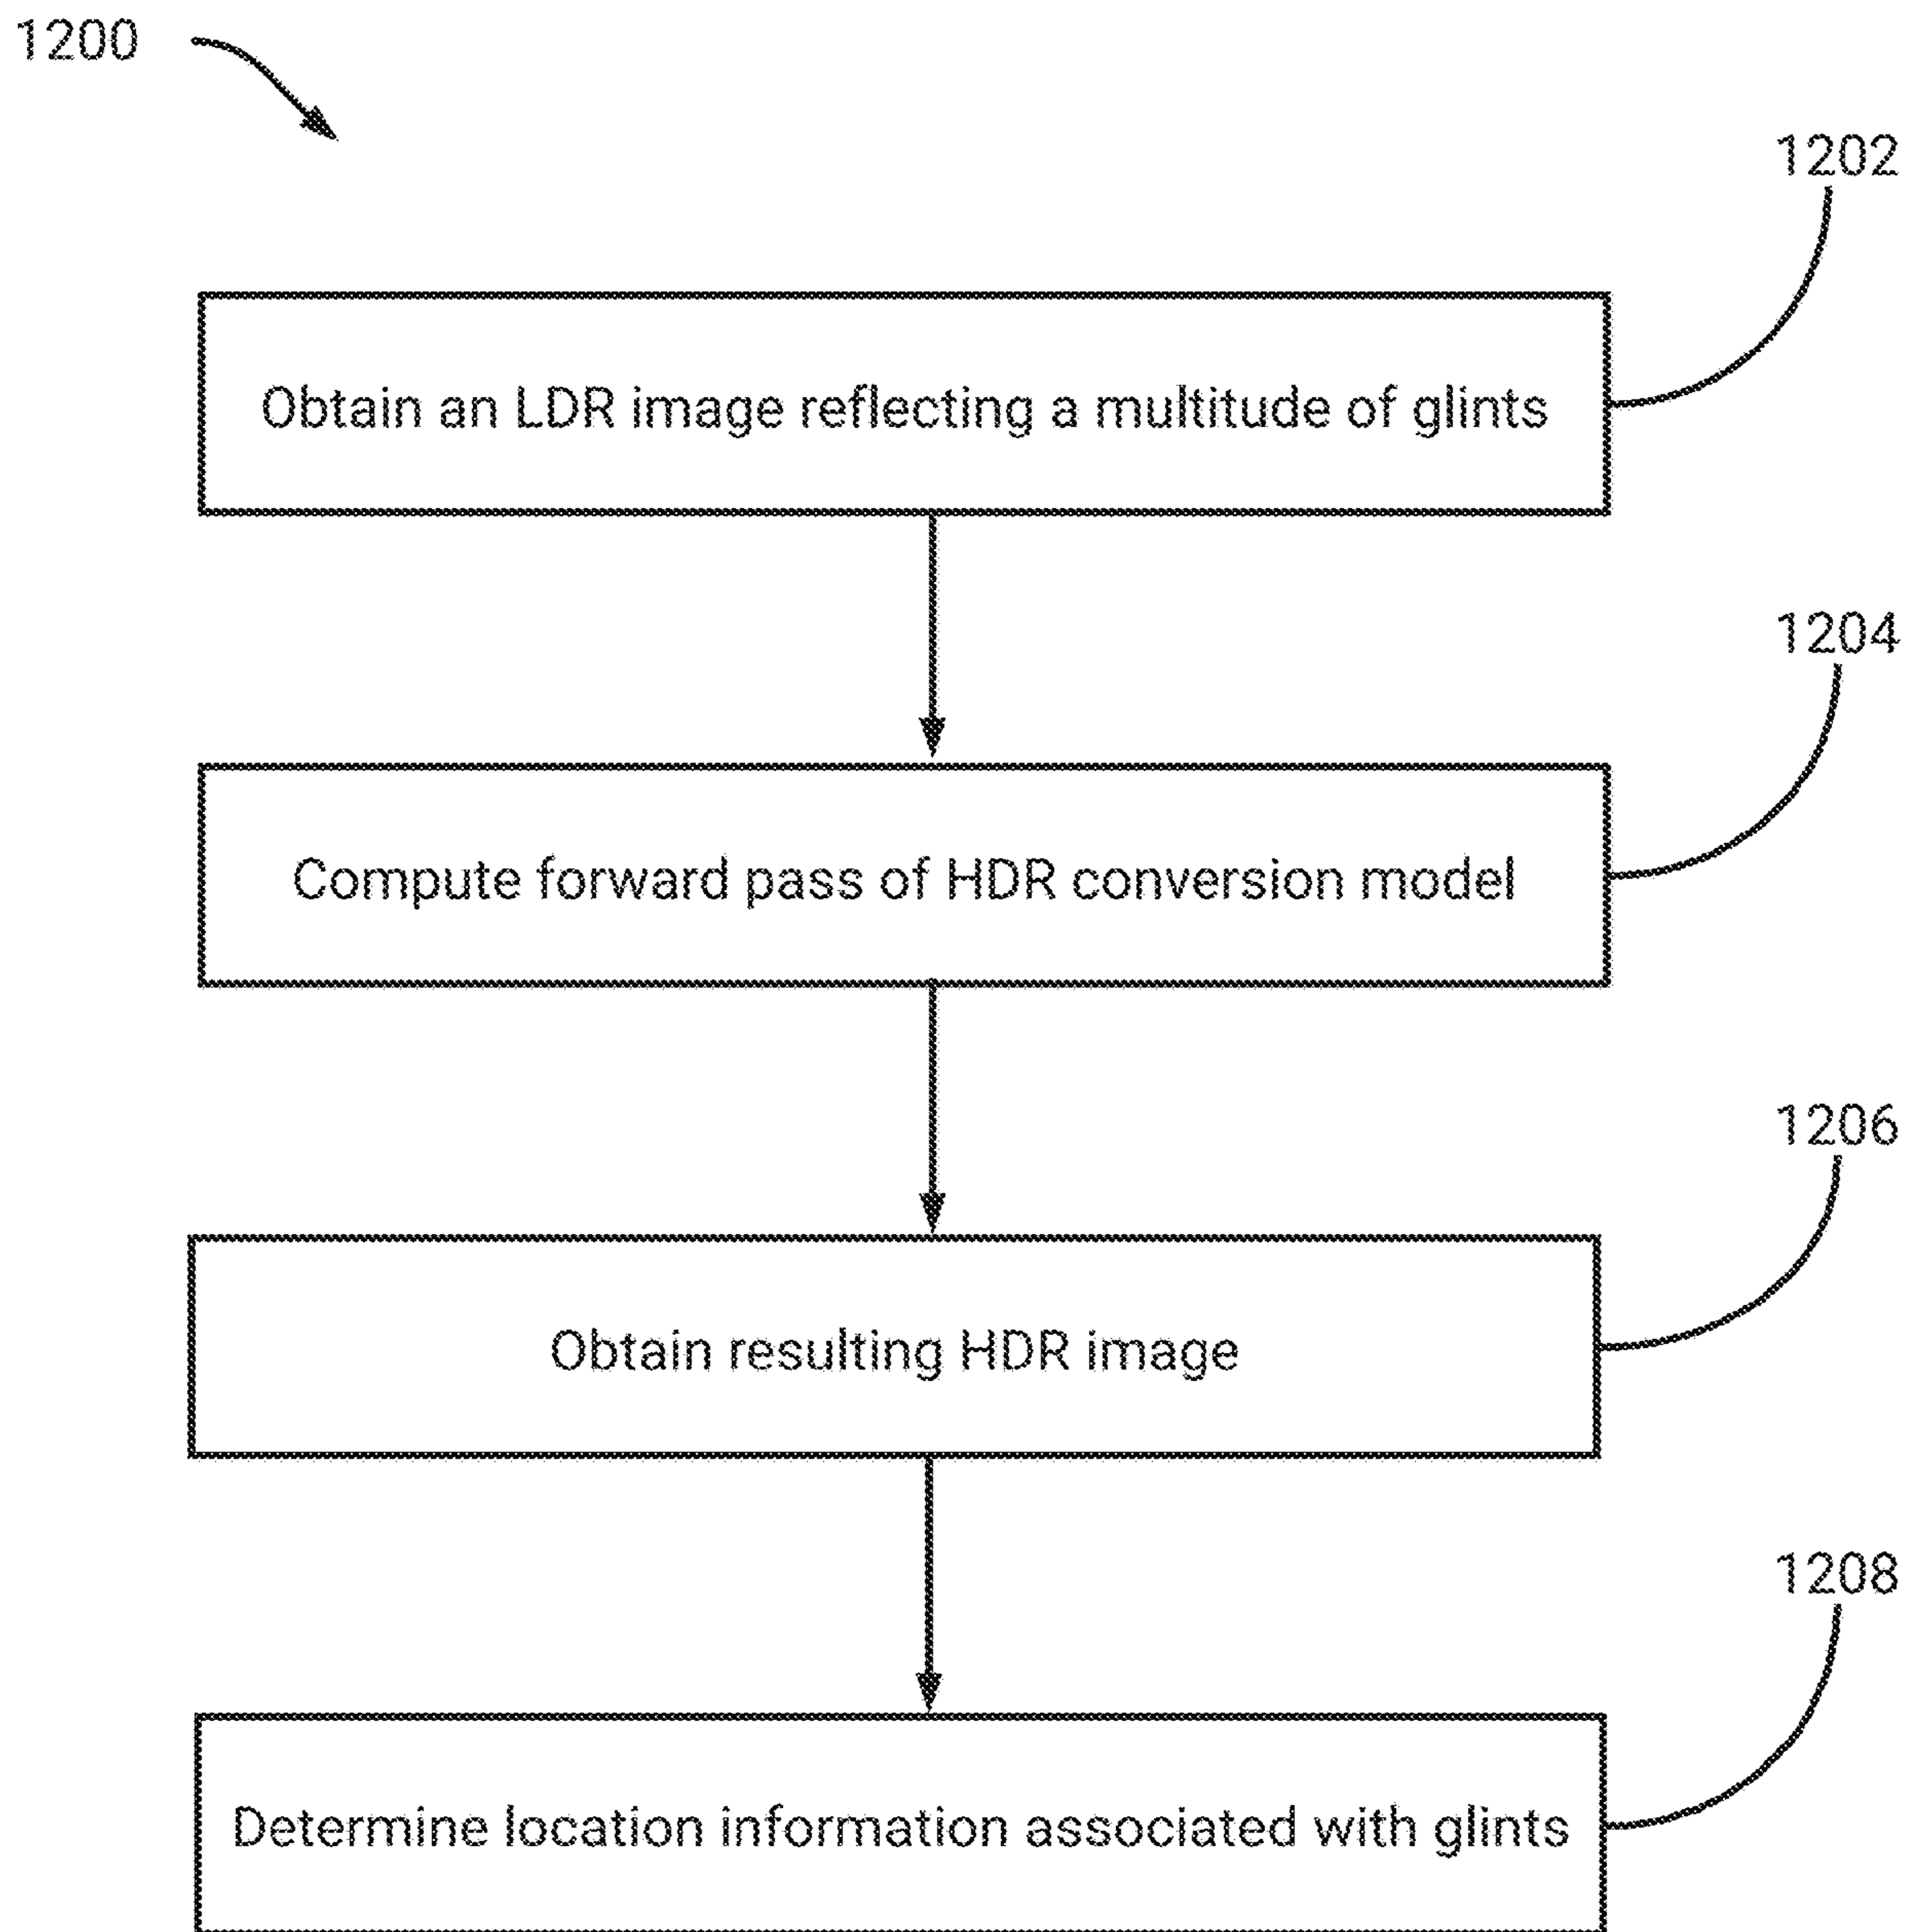 1200
1202
Obtain an LDR image reflecting a multitude of glints
1204
Compute forward pass of HDR conversion model
1206
Obtain resulting HDR image
1208
Determine location information associated with glints